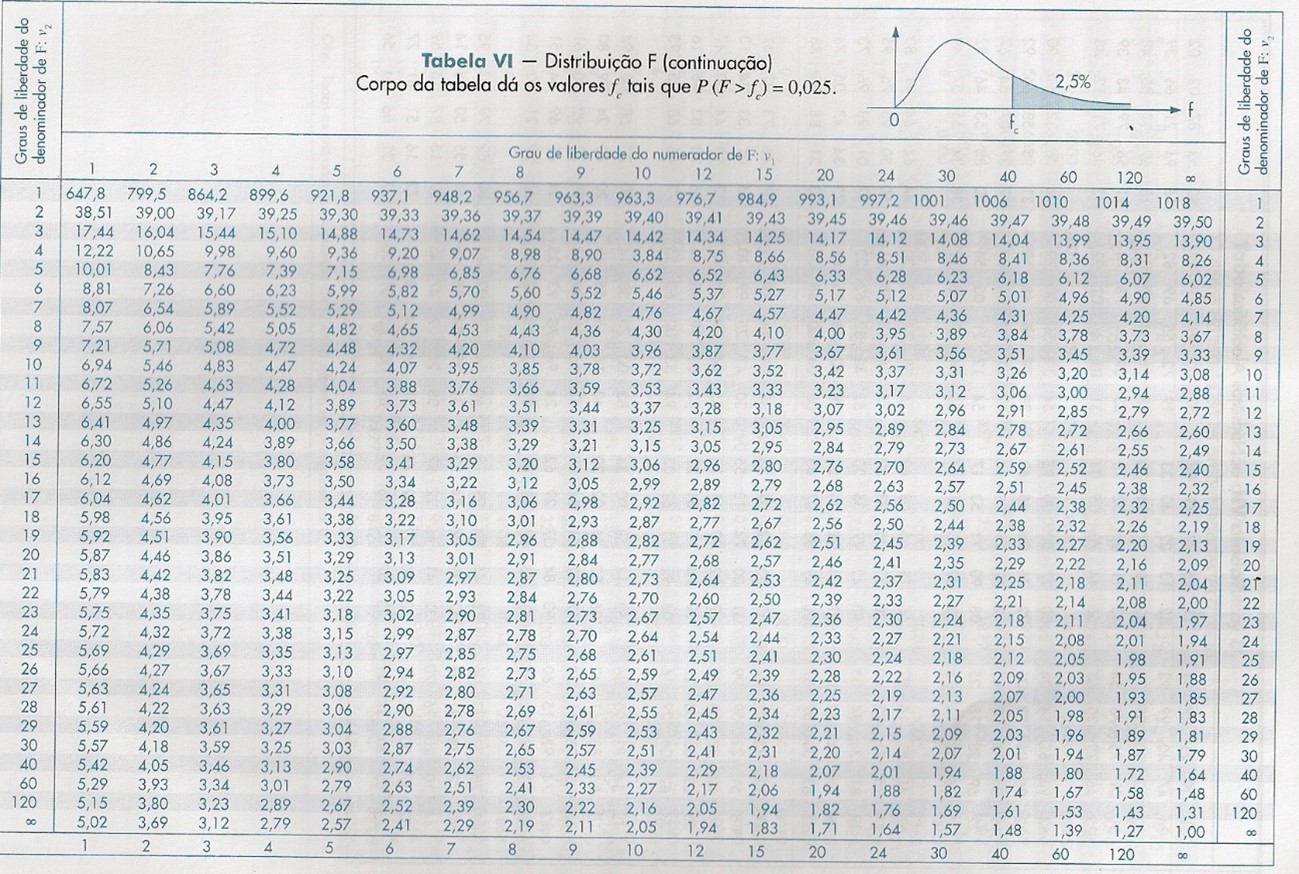 Graus de liberdade do
denominador de F: ν₂
Tabela VI — Distribuição F (continuação)
Corpo da tabela dá os valores f_c tais que P (F > f_c) = 0,025.
2,5%
0
f_c
f
Graus de liberdade do
denominador de F: ν₂
Grau de liberdade do numerador de F: ν₁
1 2 3 4 5 6 7 8 9 10 12 15 20 24 30 40 60 120 ∞
1 647,8 799,5 864,2 899,6 921,8 937,1 948,2 956,7 963,3 963,3 976,7 984,9 993,1 997,2 1001 1006 1010 1014 1018 1
2 38,51 39,00 39,17 39,25 39,30 39,33 39,36 39,37 39,39 39,40 39,41 39,43 39,45 39,46 39,46 39,47 39,48 39,49 39,50 2
3 17,44 16,04 15,44 15,10 14,88 14,73 14,62 14,54 14,47 14,42 14,34 14,25 14,17 14,12 14,08 14,04 13,99 13,95 13,90 3
4 12,22 10,65 9,98 9,60 9,36 9,20 9,07 8,98 8,90 3,84 8,75 8,66 8,56 8,51 8,46 8,41 8,36 8,31 8,26 4
5 10,01 8,43 7,76 7,39 7,15 6,98 6,85 6,76 6,68 6,62 6,52 6,43 6,33 6,28 6,23 6,18 6,12 6,07 6,02 5
6 8,81 7,26 6,60 6,23 5,99 5,82 5,70 5,60 5,52 5,46 5,37 5,27 5,17 5,12 5,07 5,01 4,96 4,90 4,85 6
7 8,07 6,54 5,89 5,52 5,29 5,12 4,99 4,90 4,82 4,76 4,67 4,57 4,47 4,42 4,36 4,31 4,25 4,20 4,14 7
8 7,57 6,06 5,42 5,05 4,82 4,65 4,53 4,43 4,36 4,30 4,20 4,10 4,00 3,95 3,89 3,84 3,78 3,73 3,67 8
9 7,21 5,71 5,08 4,72 4,48 4,32 4,20 4,10 4,03 3,96 3,87 3,77 3,67 3,61 3,56 3,51 3,45 3,39 3,33 9
10 6,94 5,46 4,83 4,47 4,24 4,07 3,95 3,85 3,78 3,72 3,62 3,52 3,42 3,37 3,31 3,26 3,20 3,14 3,08 10
11 6,72 5,26 4,63 4,28 4,04 3,88 3,76 3,66 3,59 3,53 3,43 3,33 3,23 3,17 3,12 3,06 3,00 2,94 2,88 11
12 6,55 5,10 4,47 4,12 3,89 3,73 3,61 3,51 3,44 3,37 3,28 3,18 3,07 3,02 2,96 2,91 2,85 2,79 2,72 12
13 6,41 4,97 4,35 4,00 3,77 3,60 3,48 3,39 3,31 3,25 3,15 3,05 2,95 2,89 2,84 2,78 2,72 2,66 2,60 13
14 6,30 4,86 4,24 3,89 3,66 3,50 3,38 3,29 3,21 3,15 3,05 2,95 2,84 2,79 2,73 2,67 2,61 2,55 2,49 14
15 6,20 4,77 4,15 3,80 3,58 3,41 3,29 3,20 3,12 3,06 2,96 2,80 2,76 2,70 2,64 2,59 2,52 2,46 2,40 15
16 6,12 4,69 4,08 3,73 3,50 3,34 3,22 3,12 3,05 2,99 2,89 2,79 2,68 2,63 2,57 2,51 2,45 2,38 2,32 16
17 6,04 4,62 4,01 3,66 3,44 3,28 3,16 3,06 2,98 2,92 2,82 2,72 2,62 2,56 2,50 2,44 2,38 2,32 2,25 17
18 5,98 4,56 3,95 3,61 3,38 3,22 3,10 3,01 2,93 2,87 2,77 2,67 2,56 2,50 2,44 2,38 2,32 2,26 2,19 18
19 5,92 4,51 3,90 3,56 3,33 3,17 3,05 2,96 2,88 2,82 2,72 2,62 2,51 2,45 2,39 2,33 2,27 2,20 2,13 19
20 5,87 4,46 3,86 3,51 3,29 3,13 3,01 2,91 2,84 2,77 2,68 2,57 2,46 2,41 2,35 2,29 2,22 2,16 2,09 20
21 5,83 4,42 3,82 3,48 3,25 3,09 2,97 2,87 2,80 2,73 2,64 2,53 2,42 2,37 2,31 2,25 2,18 2,11 2,04 21
22 5,79 4,38 3,78 3,44 3,22 3,05 2,93 2,84 2,76 2,70 2,60 2,50 2,39 2,33 2,27 2,21 2,14 2,08 2,00 22
23 5,75 4,35 3,75 3,41 3,18 3,02 2,90 2,81 2,73 2,67 2,57 2,47 2,36 2,30 2,24 2,18 2,11 2,04 1,97 23
24 5,72 4,32 3,72 3,38 3,15 2,99 2,87 2,78 2,70 2,64 2,54 2,44 2,33 2,27 2,21 2,15 2,08 2,01 1,94 24
25 5,69 4,29 3,69 3,35 3,13 2,97 2,85 2,75 2,68 2,61 2,51 2,41 2,30 2,24 2,18 2,12 2,05 1,98 1,91 25
26 5,66 4,27 3,67 3,33 3,10 2,94 2,82 2,73 2,65 2,59 2,49 2,39 2,28 2,22 2,16 2,09 2,03 1,95 1,88 26
27 5,63 4,24 3,65 3,31 3,08 2,92 2,80 2,71 2,63 2,57 2,47 2,36 2,25 2,19 2,13 2,07 2,00 1,93 1,85 27
28 5,61 4,22 3,63 3,29 3,06 2,90 2,78 2,69 2,61 2,55 2,45 2,34 2,23 2,17 2,11 2,05 1,98 1,91 1,83 28
29 5,59 4,20 3,61 3,27 3,04 2,88 2,76 2,67 2,59 2,53 2,43 2,32 2,21 2,15 2,09 2,03 1,96 1,89 1,81 29
30 5,57 4,18 3,59 3,25 3,03 2,87 2,75 2,65 2,57 2,51 2,41 2,31 2,20 2,14 2,07 2,01 1,94 1,87 1,79 30
40 5,42 4,05 3,46 3,13 2,90 2,74 2,62 2,53 2,45 2,39 2,29 2,18 2,07 2,01 1,94 1,88 1,80 1,72 1,64 40
60 5,29 3,93 3,34 3,01 2,79 2,63 2,51 2,41 2,33 2,27 2,17 2,06 1,94 1,88 1,82 1,74 1,67 1,58 1,48 60
120 5,15 3,80 3,23 2,89 2,67 2,52 2,39 2,30 2,22 2,16 2,05 1,94 1,82 1,76 1,69 1,61 1,53 1,43 1,31 120
∞ 5,02 3,69 3,12 2,79 2,57 2,41 2,29 2,19 2,11 2,05 1,94 1,83 1,71 1,64 1,57 1,48 1,39 1,27 1,00 ∞
1 2 3 4 5 6 7 8 9 10 12 15 20 24 30 40 60 120 ∞